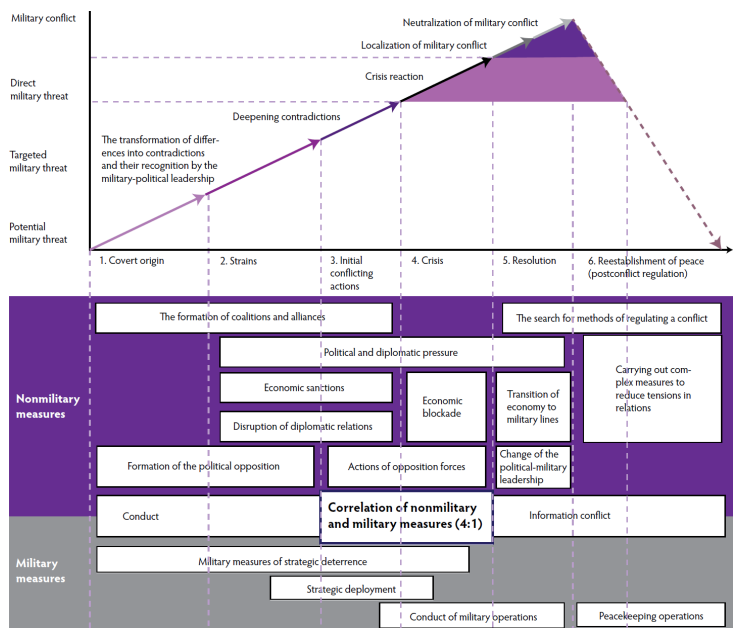 Military conflict
Neutralization of military conflict
Localization of military conflict
Direct
military threat
Crisis reaction
Deepening contradictions
The transformation of differ-
ences into contradictions
and their recognition by the
military-political leadership
Targeted
military threat
Potential
military threat
1. Covert origin
2. Strains
3. Initial
conflicting
actions
4. Crisis
5. Resolution
6. Reestablishment of peace
(postconflict regulation)
Nonmilitary
measures
The formation of coalitions and alliances
The search for methods of regulating a conflict
Political and diplomatic pressure
Economic sanctions
Economic
blockade
Transition of
economy to
military lines
Carrying out com-
plex measures to
reduce tensions in
relations
Disruption of diplomatic relations
Formation of the political opposition
Actions of opposition forces
Change of the
political-military
leadership
Conduct
Correlation of nonmilitary
and military measures (4:1)
Information conflict
Military
measures
Military measures of strategic deterrence
Strategic deployment
Conduct of military operations
Peacekeeping operations